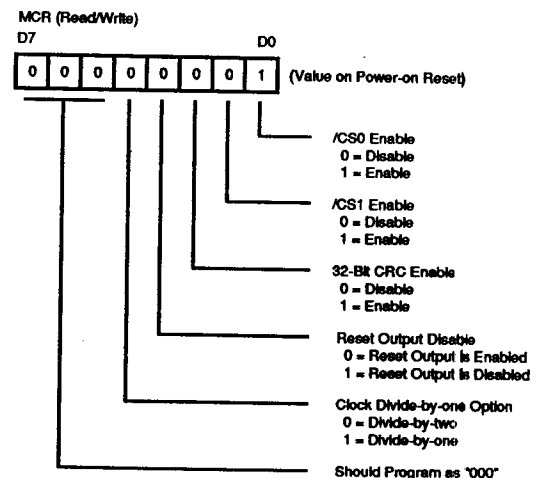 MCR (Read/Write)
D7 D0
0 0 0 0 0 0 0 1 (Value on Power-on Reset)
/CS0 Enable
0 = Disable
1 = Enable
/CS1 Enable
0 = Disable
1 = Enable
32-Bit CRC Enable
0 = Disable
1 = Enable
Reset Output Disable
0 = Reset Output Is Enabled
1 = Reset Output Is Disabled
Clock Divide-by-one Option
0 = Divide-by-two
1 = Divide-by-one
Should Program as "000"